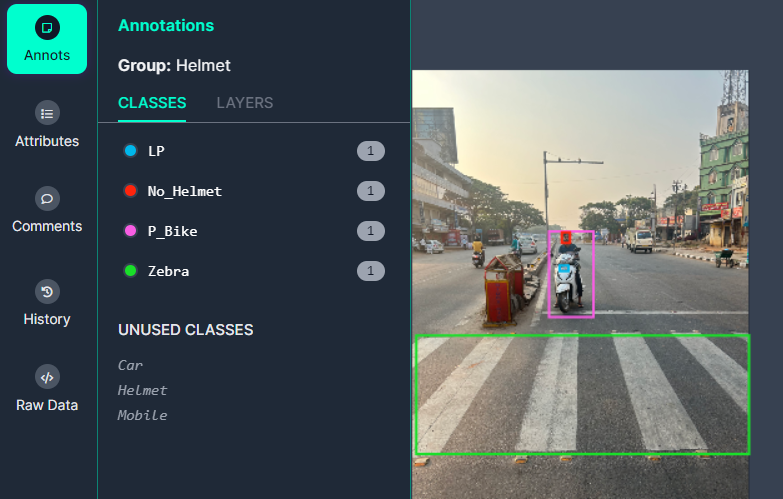 Annots
Attributes
Comments
History
Raw Data
Annotations
Group: Helmet
CLASSES LAYERS
LP 1
No_Helmet 1
P_Bike 1
Zebra 1
UNUSED CLASSES
Car
Helmet
Mobile